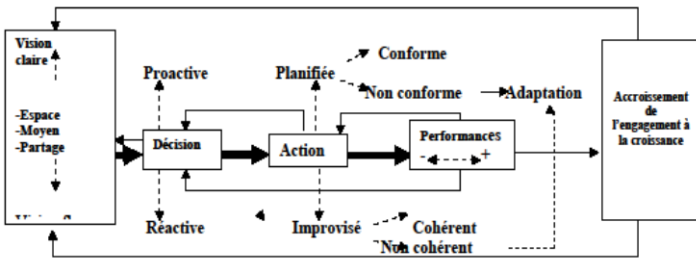 Vision
claire
-Espace
-Moyen
-Partage
Proactive
Planifiée
Conforme
Non conforme
Adaptation
Décision
Action
Performances
- +
Accroissement
de
l'engagement à
la croissance
Réactive
Improvisé
Cohérent
Non cohérent